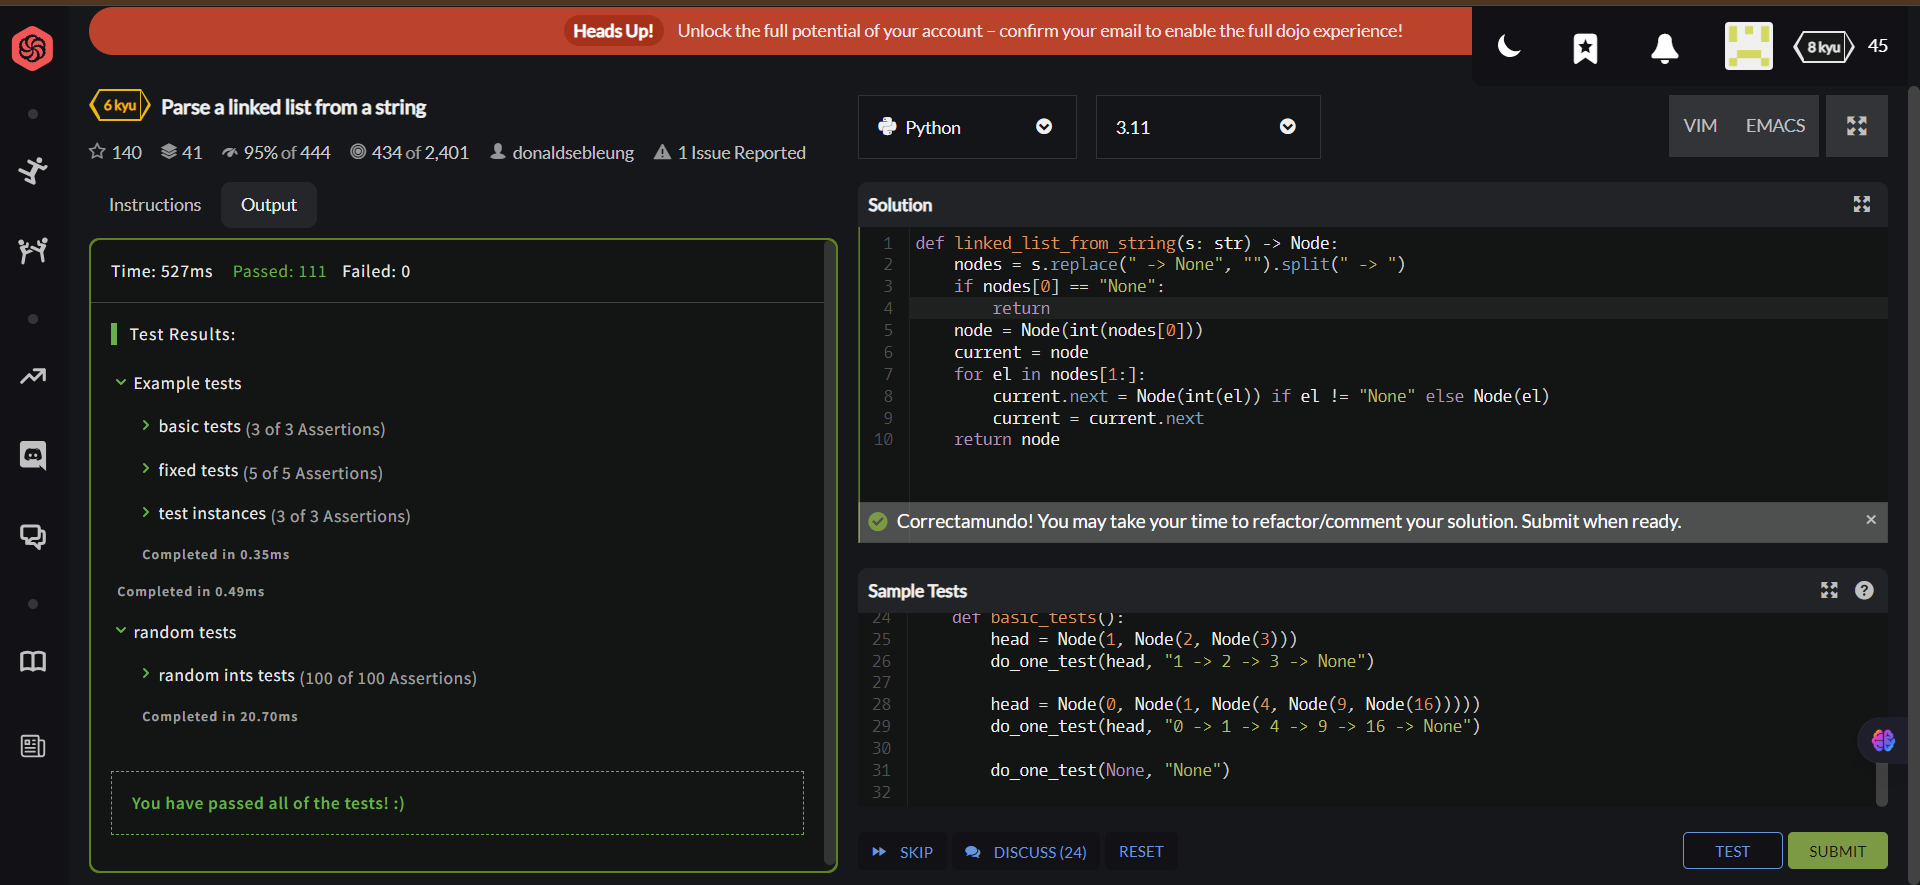 Heads Up! Unlock the full potential of your account – confirm your email to enable the full dojo experience!
8 kyu 45
6 kyu Parse a linked list from a string
140 41 95% of 444 434 of 2,401 donaldsebleung 1 Issue Reported
Instructions Output
Time: 527ms Passed: 111 Failed: 0
Test Results:
Example tests
basic tests (3 of 3 Assertions)
fixed tests (5 of 5 Assertions)
test instances (3 of 3 Assertions)
Completed in 0.35ms
Completed in 0.49ms
random tests
random ints tests (100 of 100 Assertions)
Completed in 20.70ms
You have passed all of the tests! :)
Python 3.11 VIM EMACS
Solution
1 def linked_list_from_string(s: str) -> Node:
2     nodes = s.replace(" -> None", "").split(" -> ")
3     if nodes[0] == "None":
4         return
5     node = Node(int(nodes[0]))
6     current = node
7     for el in nodes[1:]:
8         current.next = Node(int(el)) if el != "None" else Node(el)
9         current = current.next
10     return node
Correctamundo! You may take your time to refactor/comment your solution. Submit when ready. ×
Sample Tests ?
24     def basic_tests():
25         head = Node(1, Node(2, Node(3)))
26         do_one_test(head, "1 -> 2 -> 3 -> None")
27
28         head = Node(0, Node(1, Node(4, Node(9, Node(16)))))
29         do_one_test(head, "0 -> 1 -> 4 -> 9 -> 16 -> None")
30
31         do_one_test(None, "None")
32
SKIP DISCUSS (24) RESET TEST SUBMIT